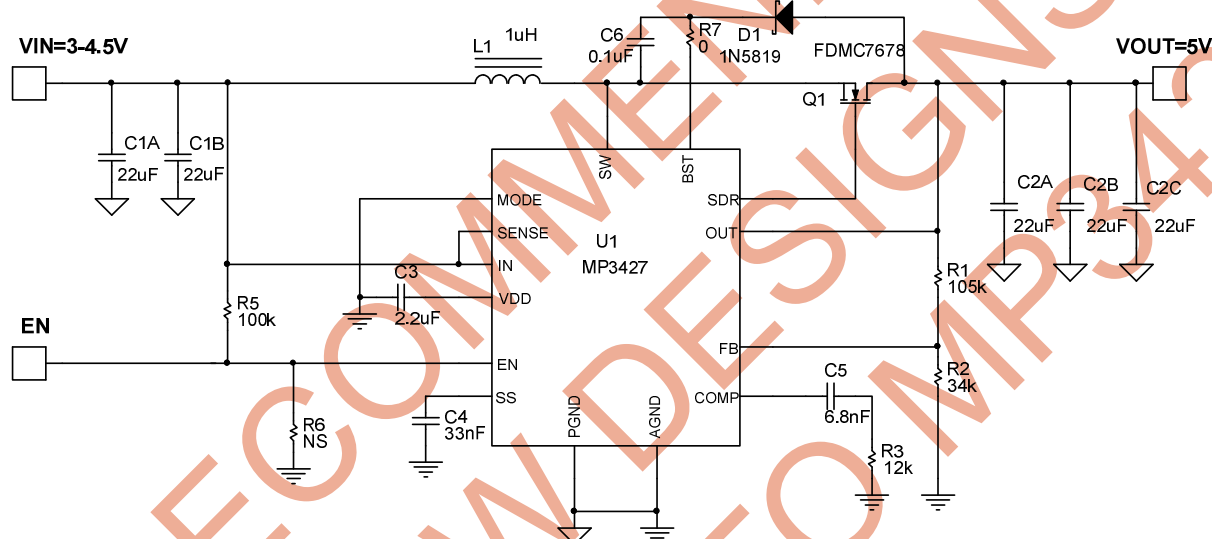 VIN=3-4.5V
L1
1uH
C6
0.1uF
R7
0
D1
1N5819
FDMC7678
VOUT=5V
Q1
C1A
22uF
C1B
22uF
SW
BST
MODE
SENSE
IN
VDD
EN
SS
PGND
AGND
SDR
OUT
FB
COMP
U1
MP3427
C2A
22uF
C2B
22uF
C2C
22uF
C3
2.2uF
R1
105k
R5
100k
EN
R2
34k
C5
6.8nF
R6
NS
C4
33nF
R3
12k
ECOMMEN
W DESIGNS
O MP342